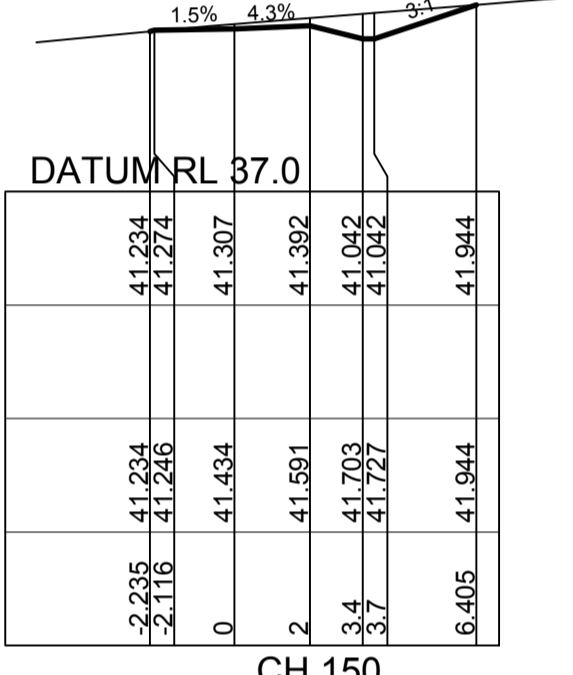 1.5% 4.3% 3:1
DATUM RL 37.0
41.234 41.274 41.307 41.392 41.042 41.042 41.944
41.234 41.246 41.434 41.591 41.703 41.727 41.944
-2.235 -2.116 0 2 3.4 3.7 6.405
CH 150